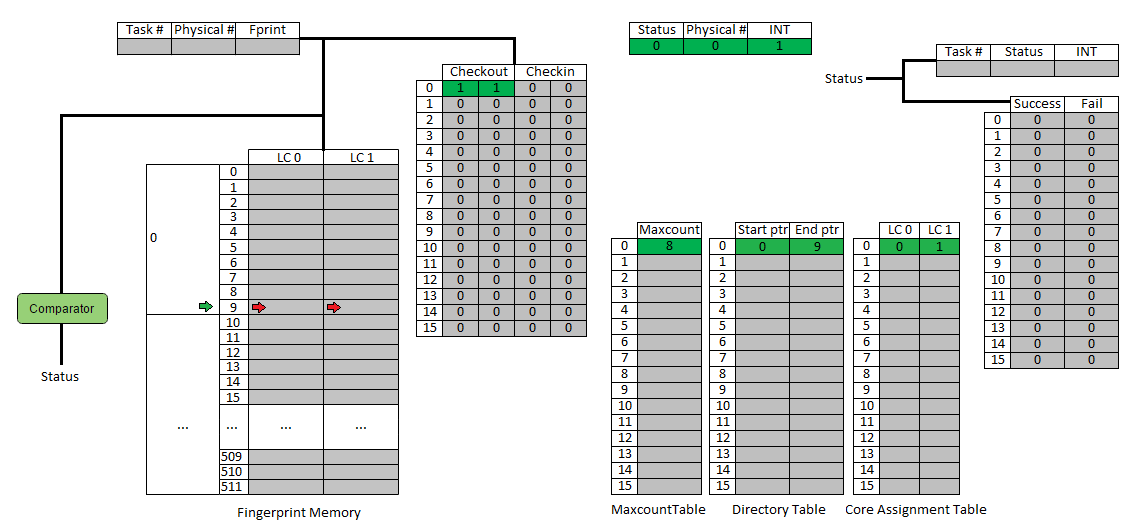 Task # Physical # Fprint
Status Physical # INT
0 0 1
Task # Status INT
Status
Checkout Checkin
0 1 1 0 0
1 0 0 0 0
2 0 0 0 0
3 0 0 0 0
4 0 0 0 0
5 0 0 0 0
6 0 0 0 0
7 0 0 0 0
8 0 0 0 0
9 0 0 0 0
10 0 0 0 0
11 0 0 0 0
12 0 0 0 0
13 0 0 0 0
14 0 0 0 0
15 0 0 0 0
Success Fail
0 0 0
1 0 0
2 0 0
3 0 0
4 0 0
5 0 0
6 0 0
7 0 0
8 0 0
9 0 0
10 0 0
11 0 0
12 0 0
13 0 0
14 0 0
15 0 0
LC 0 LC 1
0
1
2
3
4
0
5
6
7
8
9
10
11
12
13
14
15
... ... ... ...
509
510
511
Fingerprint Memory
Comparator
Status
Maxcount
0 8
1
2
3
4
5
6
7
8
9
10
11
12
13
14
15
MaxcountTable
Start ptr End ptr
0 0 9
1
2
3
4
5
6
7
8
9
10
11
12
13
14
15
Directory Table
LC 0 LC 1
0 0 1
1
2
3
4
5
6
7
8
9
10
11
12
13
14
15
Core Assignment Table